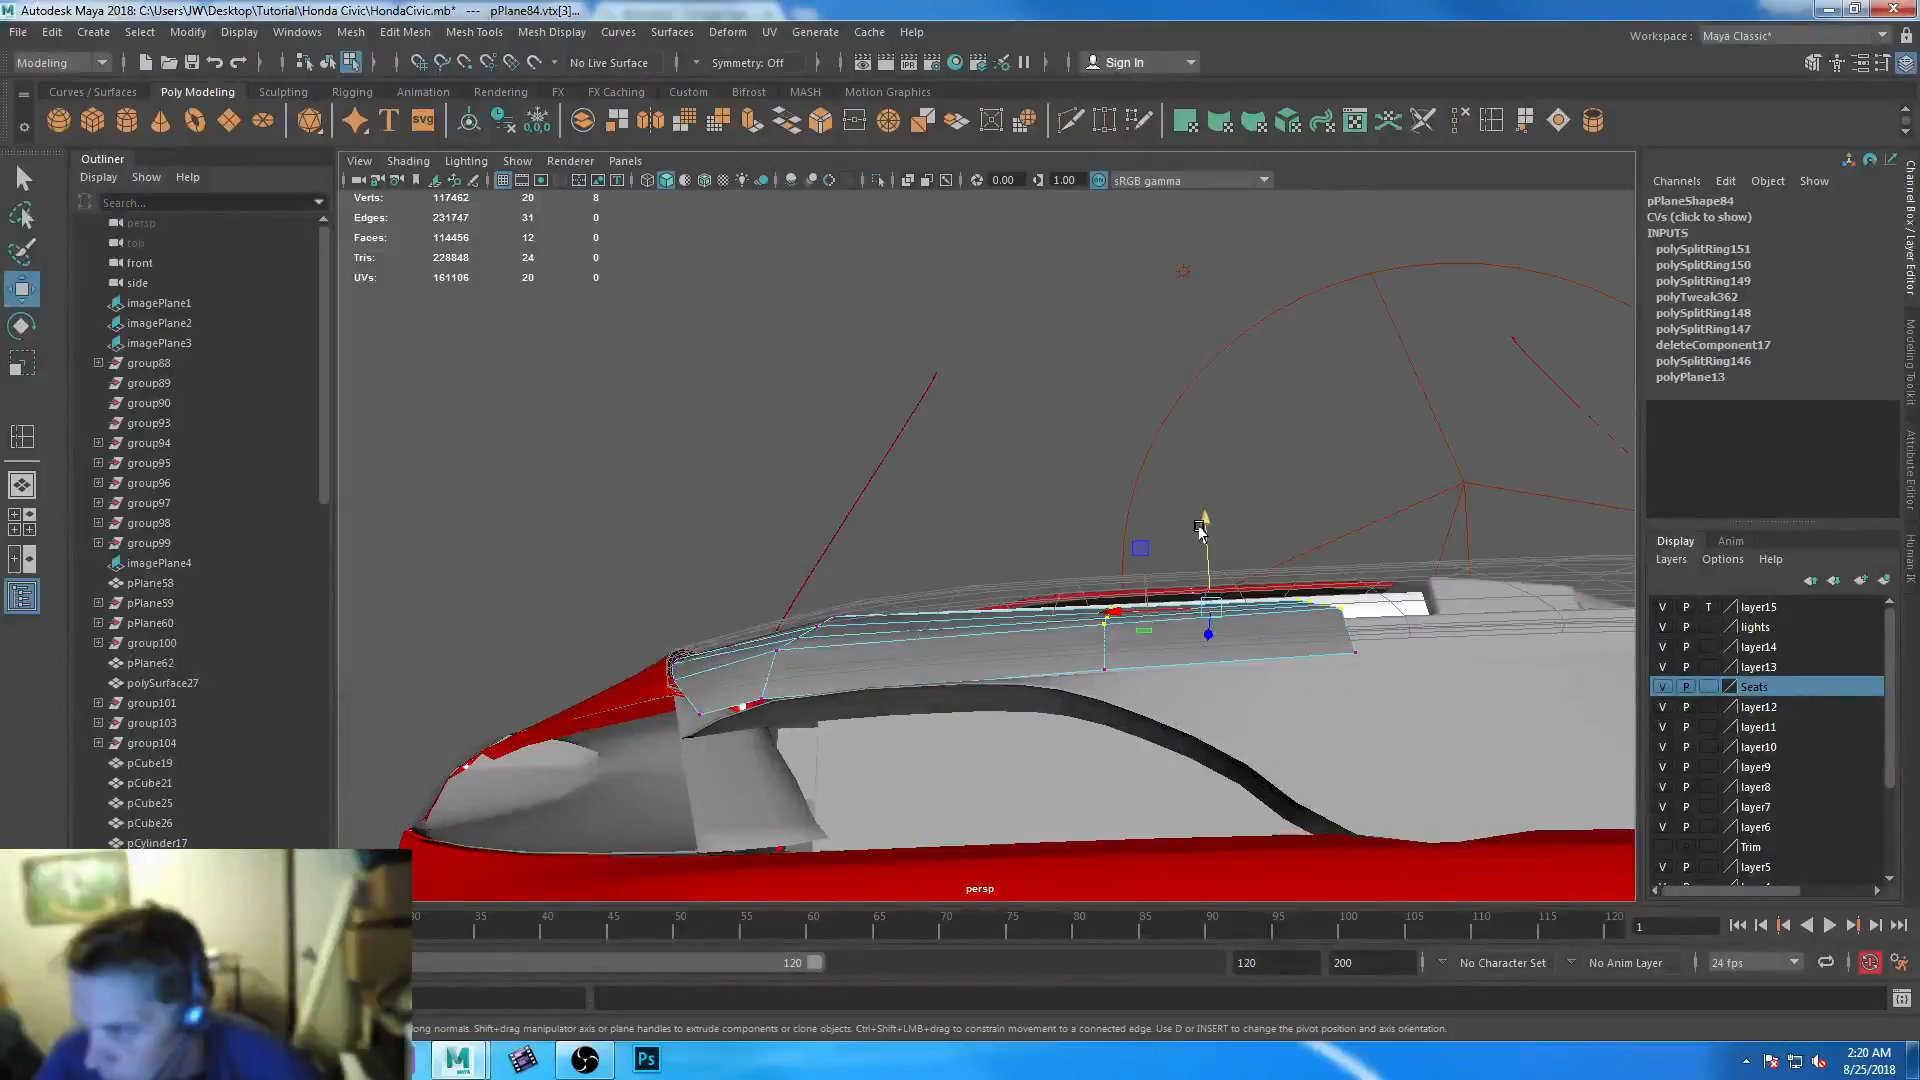 Autodesk Maya 2018: C:\Users\JW\Desktop\Tutorial\Honda Civic\HondaCivic.mb* --- pPlane84.vtx[3]...
File Edit Create Select Modify Display Windows Mesh Edit Mesh Mesh Tools Mesh Display Curves Surfaces Deform UV Generate Cache Help
Workspace : Maya Classic*
Modeling No Live Surface Symmetry: Off Sign In
Curves / Surfaces Poly Modeling Sculpting Rigging Animation Rendering FX FX Caching Custom Bifrost MASH Motion Graphics
Outliner
Display Show Help
Search...
persp
top
front
side
imagePlane1
imagePlane2
imagePlane3
group88
group89
group90
group93
group94
group95
group96
group97
group98
group99
imagePlane4
pPlane58
pPlane59
pPlane60
group100
pPlane62
polySurface27
group101
group103
group104
pCube19
pCube21
pCube25
pCube26
pCylinder17
View Shading Lighting Show Renderer Panels
0.00 1.00 sRGB gamma
Verts: 117462 20 8
Edges: 231747 31 0
Faces: 114456 12 0
Tris: 228848 24 0
UVs: 161106 20 0
persp
Channels Edit Object Show
pPlaneShape84
CVs (click to show)
INPUTS
polySplitRing151
polySplitRing150
polySplitRing149
polyTweak362
polySplitRing148
polySplitRing147
deleteComponent17
polySplitRing146
polyPlane13
Display Anim
Layers Options Help
V P T layer15
V P lights
V P layer14
V P layer13
V P Seats
V P layer12
V P layer11
V P layer10
V P layer9
V P layer8
V P layer7
V P layer6
Trim
V P layer5
Channel Box / Layer Editor
Modeling Toolkit
Attribute Editor
Human IK
30 35 40 45 50 55 60 65 70 75 80 85 90 95 100 105 110 115 120
1
120 120 200 No Character Set No Anim Layer 24 fps
ong normals. Shift+drag manipulator axis or plane handles to extrude components or clone objects. Ctrl+Shift+LMB+drag to constrain movement to a connected edge. Use D or INSERT to change the pivot position and axis orientation.
MAYA
Ps
2:20 AM
8/25/2018